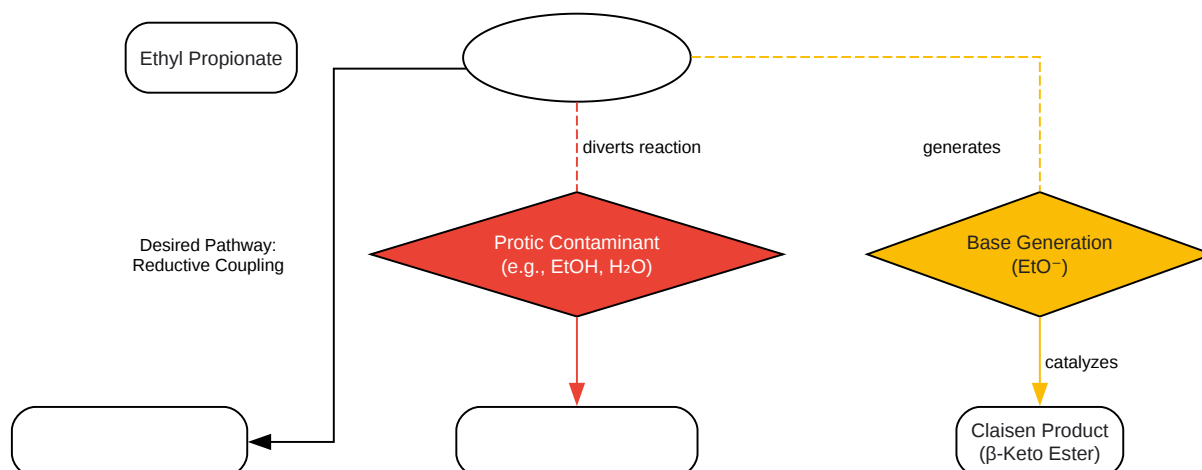 Ethyl Propionate
diverts reaction
generates
Desired Pathway:
Reductive Coupling
Protic Contaminant
(e.g., EtOH, H₂O)
Base Generation
(EtO⁻)
catalyzes
Claisen Product
(β-Keto Ester)